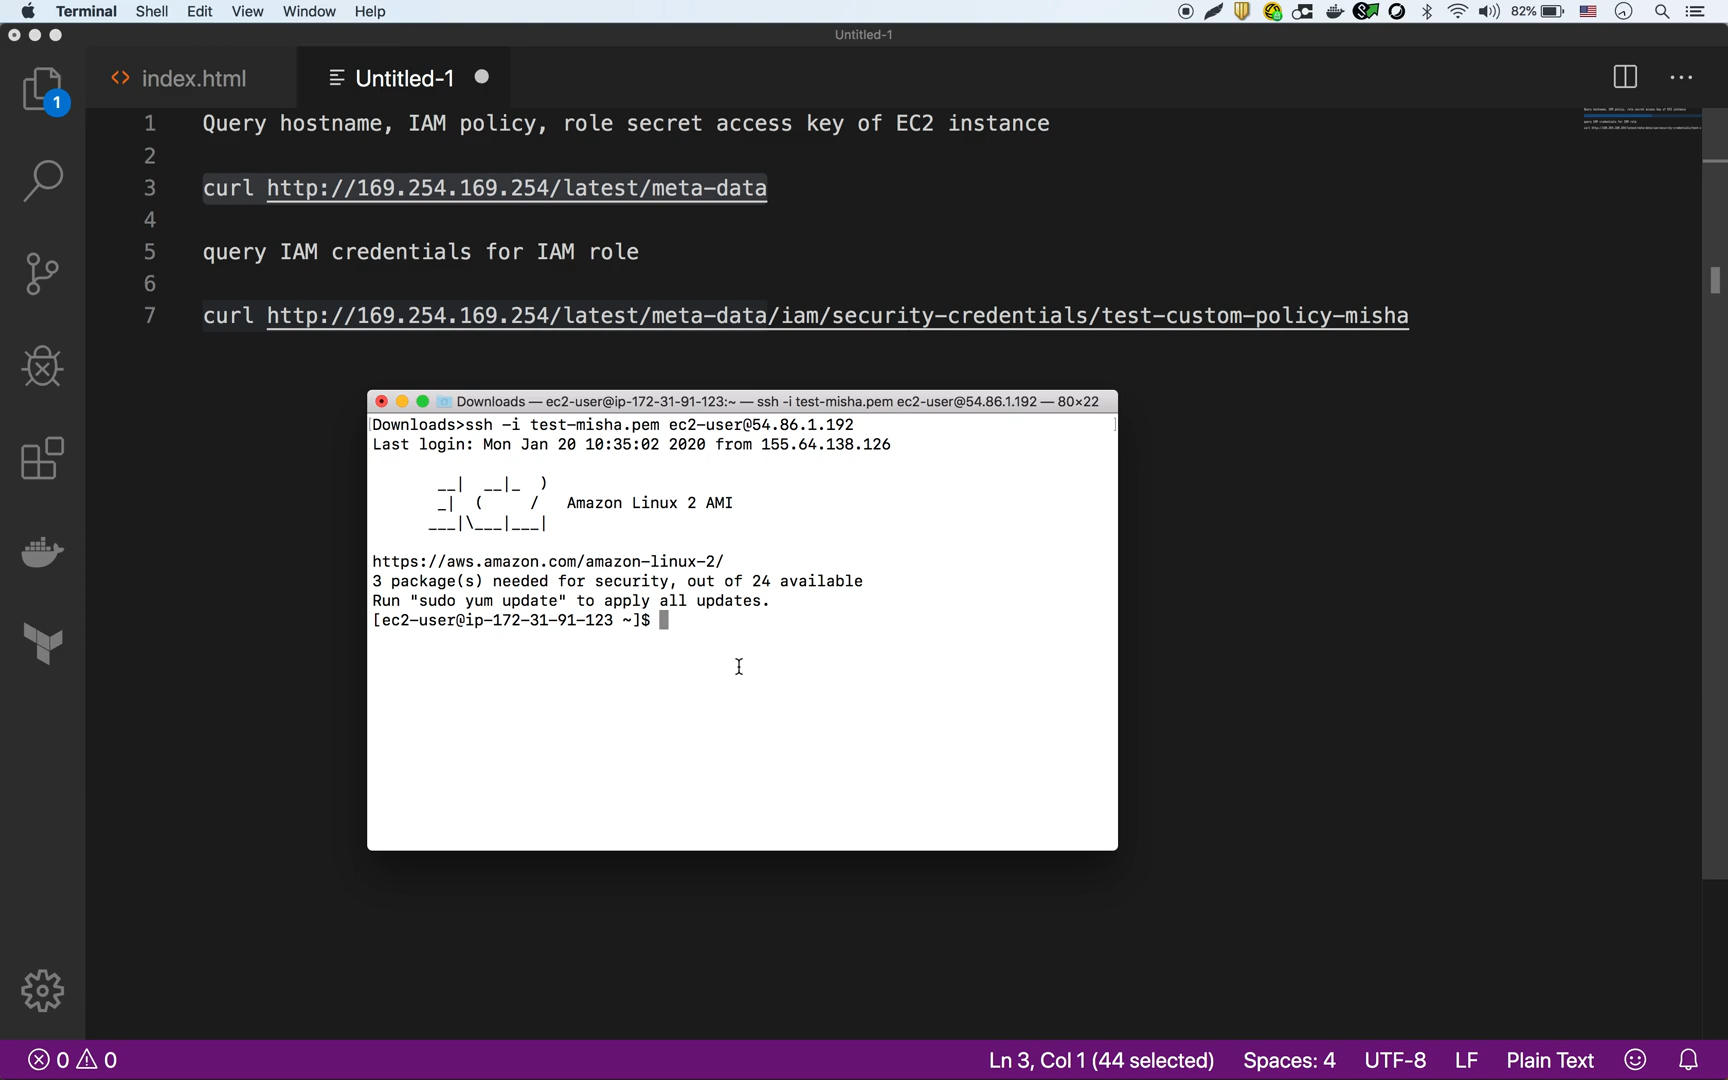 Terminal Shell Edit View Window Help 82%
Untitled-1
index.html Untitled-1
1 Query hostname, IAM policy, role secret access key of EC2 instance
2
3 curl http://169.254.169.254/latest/meta-data
4
5 query IAM credentials for IAM role
6
7 curl http://169.254.169.254/latest/meta-data/iam/security-credentials/test-custom-policy-misha
1
Downloads — ec2-user@ip-172-31-91-123:~ — ssh -i test-misha.pem ec2-user@54.86.1.192 — 80×22
[Downloads>ssh -i test-misha.pem ec2-user@54.86.1.192 ]
Last login: Mon Jan 20 10:35:02 2020 from 155.64.138.126
__| __|_ )
_| ( / Amazon Linux 2 AMI
___|\___|___|
https://aws.amazon.com/amazon-linux-2/
3 package(s) needed for security, out of 24 available
Run "sudo yum update" to apply all updates.
[ec2-user@ip-172-31-91-123 ~]$
0 0 Ln 3, Col 1 (44 selected) Spaces: 4 UTF-8 LF Plain Text